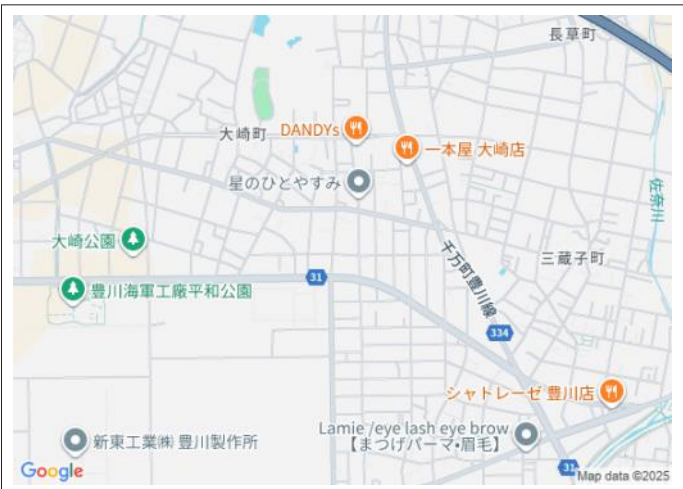 長草町
大崎町
DANDYs
一本屋 大崎店
星のひとやすみ
佐奈川
大崎公園
千万町豊川線
三蔵子町
31
豊川海軍工廠平和公園
334
シャトレーゼ 豊川店
Lamie /eye lash eye brow
【まつげパーマ•眉毛】
新東工業㈱ 豊川製作所
31
Google
Map data ©2025